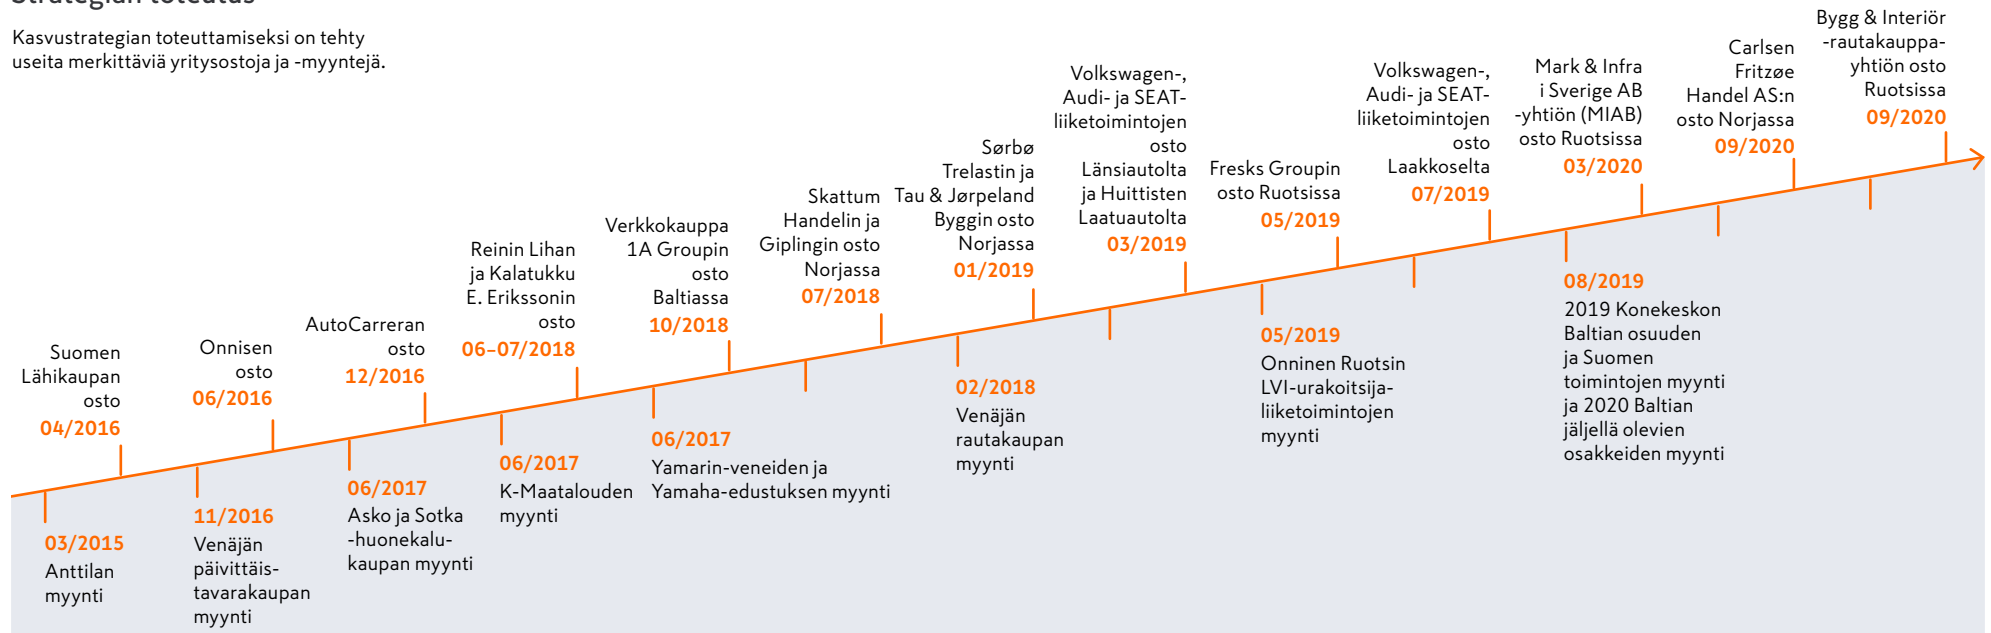 Strategian toteutus
Kasvustrategian toteuttamiseksi on tehty
useita merkittäviä yritysostoja ja -myyntejä.
Suomen
Lähikaupan
osto
04/2016
Onnisen
osto
06/2016
AutoCarreran
osto
12/2016
Reinin Lihan
ja Kalatukku
E. Erikssonin
osto
06–07/2018
Verkkokauppa
1A Groupin
osto
Baltiassa
10/2018
Skattum
Handelin ja
Giplingin osto
Norjassa
07/2018
Sørbø
Trelastin ja
Tau & Jørpeland
Byggin osto
Norjassa
01/2019
Volkswagen-,
Audi- ja SEAT-
liiketoimintojen
osto
Länsiautolta
ja Huittisten
Laatuautolta
03/2019
Fresks Groupin
osto Ruotsissa
05/2019
Volkswagen-,
Audi- ja SEAT-
liiketoimintojen
osto
Laakkoselta
07/2019
Mark & Infra
i Sverige AB
-yhtiön (MIAB)
osto Ruotsissa
03/2020
Carlsen
Fritzøe
Handel AS:n
osto Norjassa
09/2020
Bygg & Interiör
-rautakauppa-
yhtiön osto
Ruotsissa
09/2020
03/2015
Anttilan
myynti
11/2016
Venäjän
päivittäis-
tavarakaupan
myynti
06/2017
Asko ja Sotka
-huonekalu-
kaupan myynti
06/2017
K-Maatalouden
myynti
06/2017
Yamarin-veneiden ja
Yamaha-edustuksen myynti
02/2018
Venäjän
rautakaupan
myynti
05/2019
Onninen Ruotsin
LVI-urakoitsija-
liiketoimintojen
myynti
08/2019
2019 Konekeskon
Baltian osuuden
ja Suomen
toimintojen myynti
ja 2020 Baltian
jäljellä olevien
osakkeiden myynti